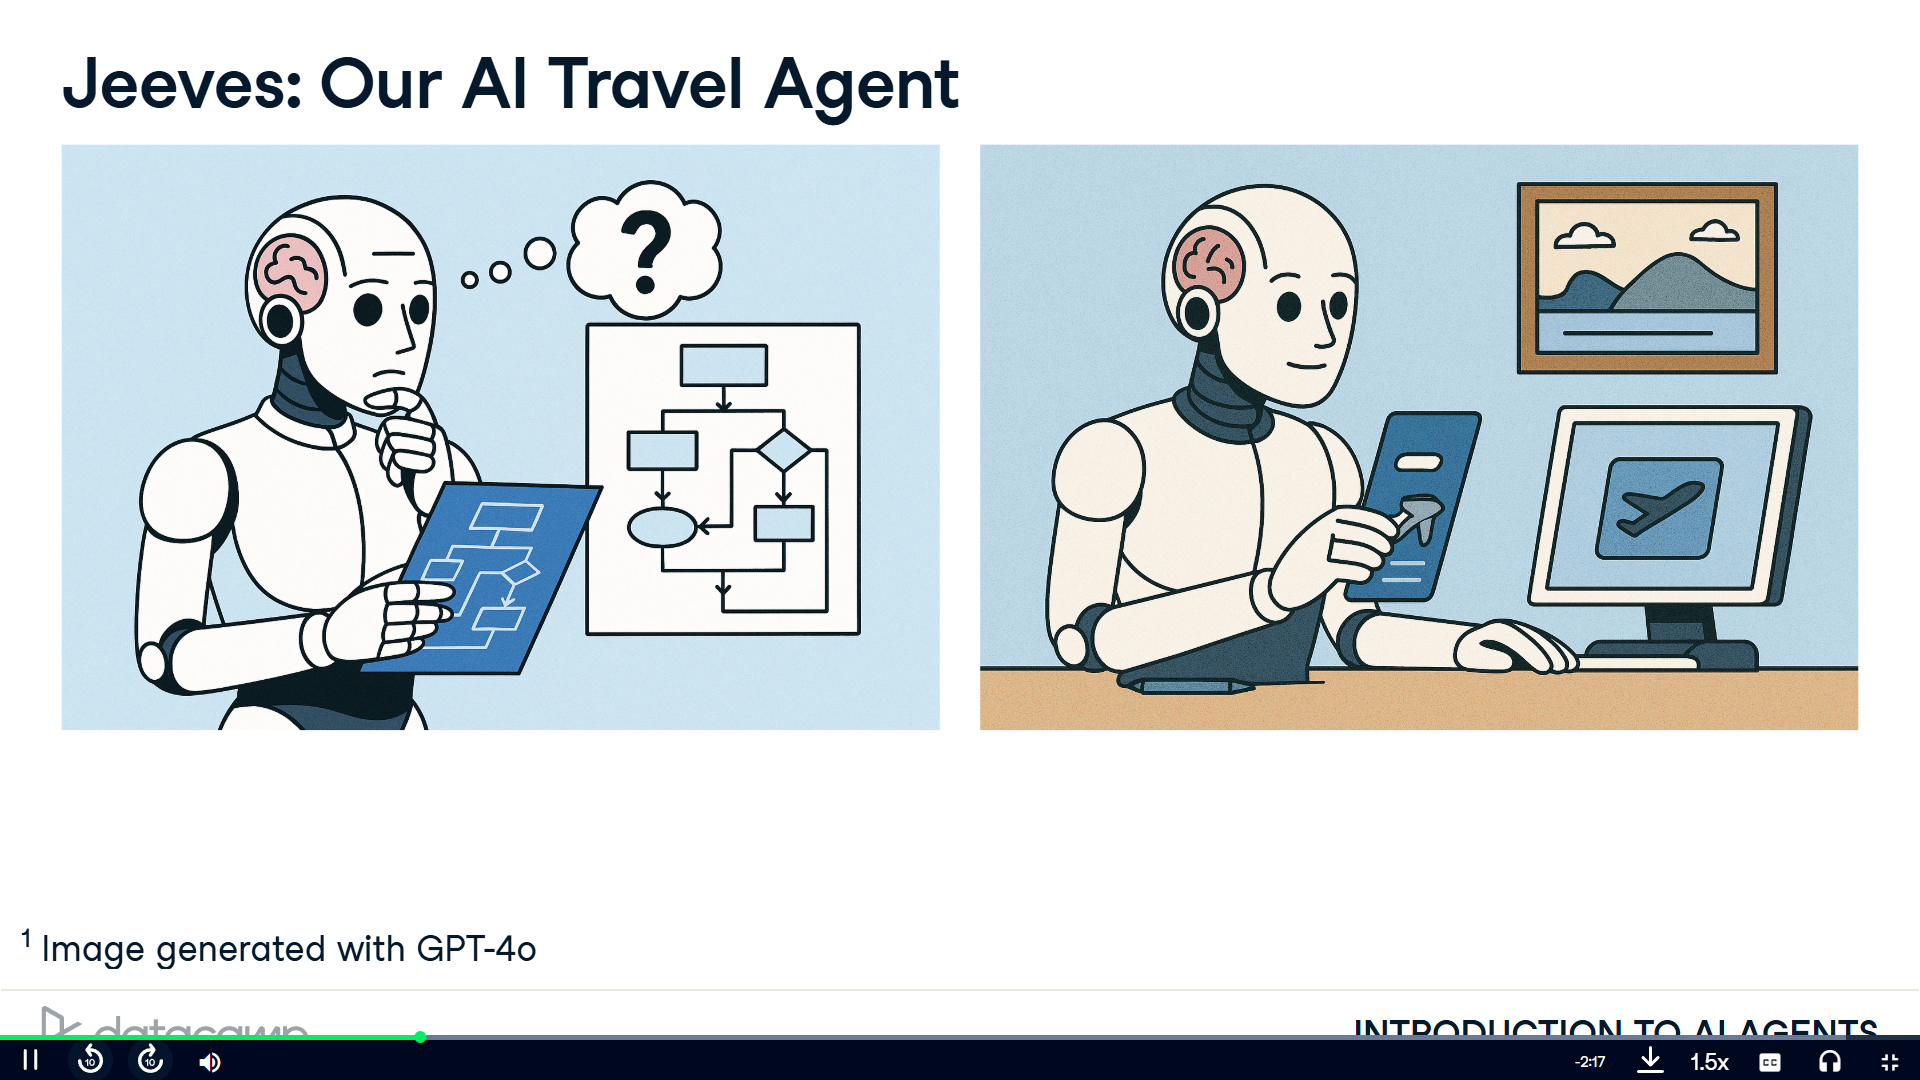 Jeeves: Our AI Travel Agent
?
1 Image generated with GPT-4o
datacamp
INTRODUCTION TO AI AGENTS
10
10
-2:17
1.5x
CC